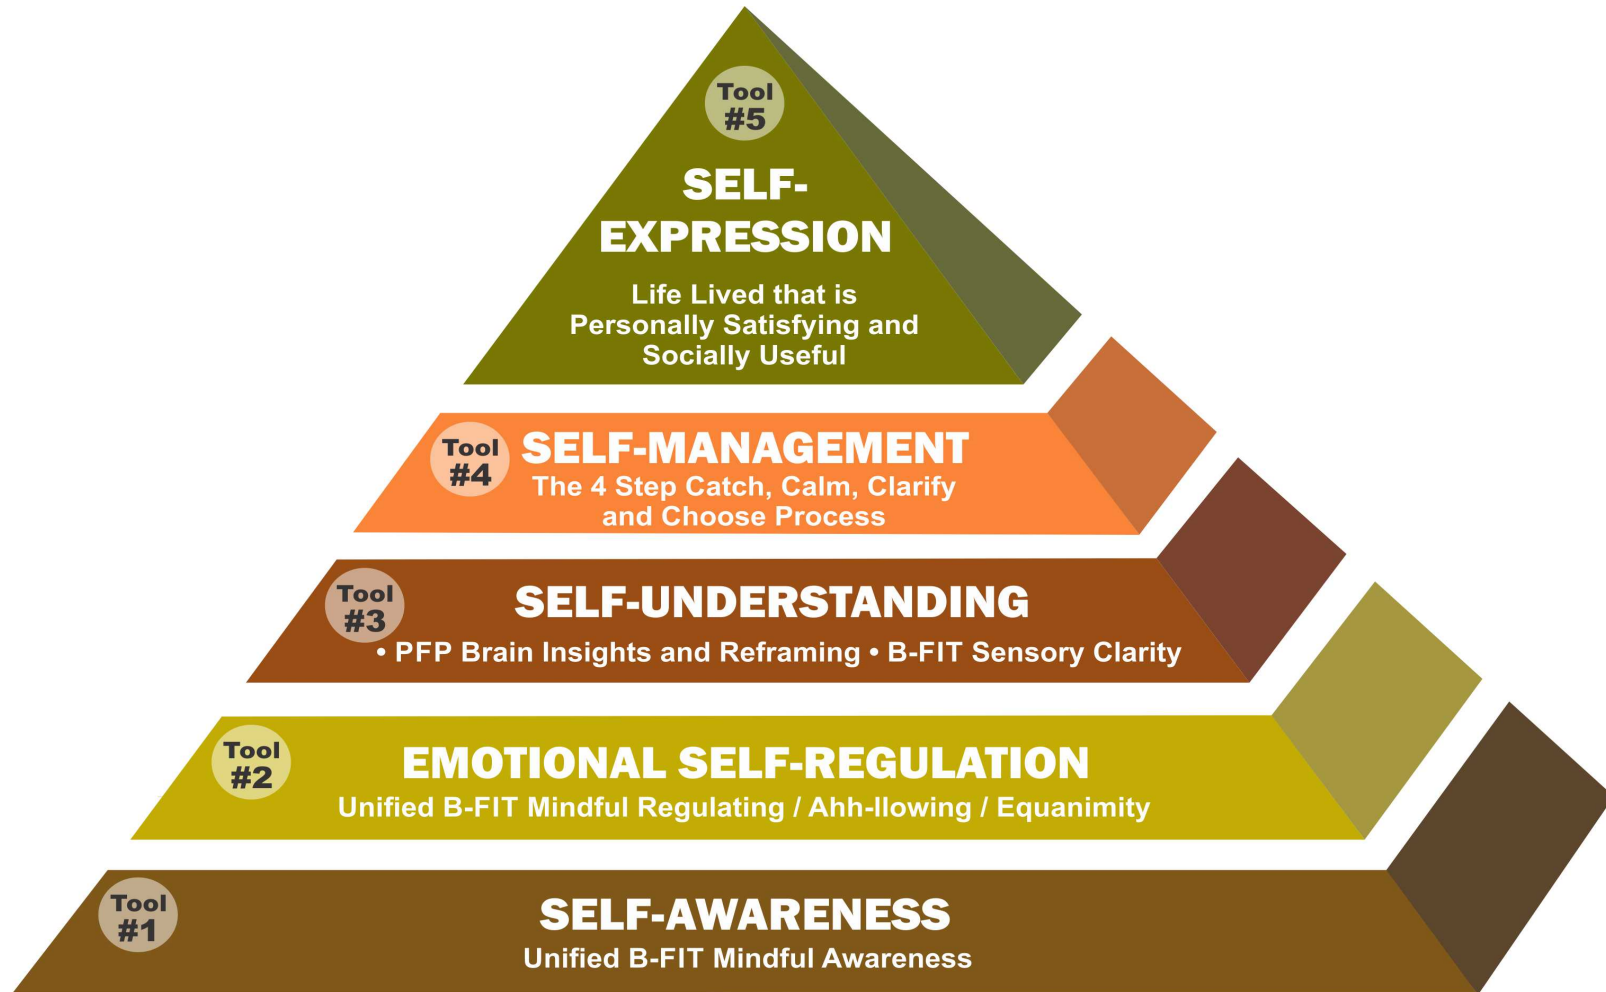 Tool
#5
SELF-
EXPRESSION
Life Lived that is
Personally Satisfying and
Socially Useful
Tool
#4
SELF-MANAGEMENT
The 4 Step Catch, Calm, Clarify
and Choose Process
Tool
#3
SELF-UNDERSTANDING
• PFP Brain Insights and Reframing • B-FIT Sensory Clarity
Tool
#2
EMOTIONAL SELF-REGULATION
Unified B-FIT Mindful Regulating / Ahh-llowing / Equanimity
Tool
#1
SELF-AWARENESS
Unified B-FIT Mindful Awareness